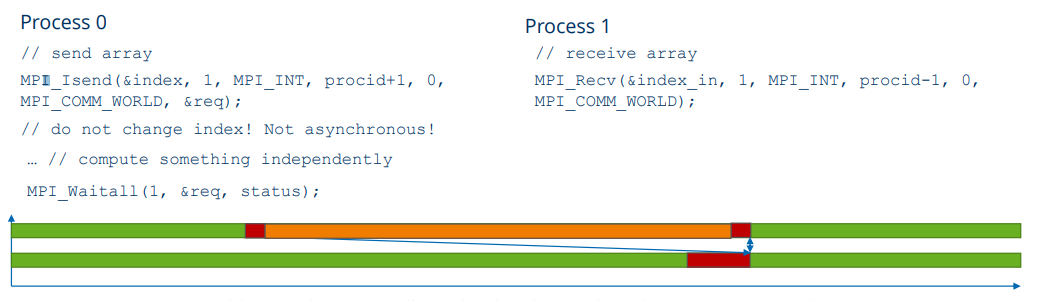 Process 0
// send array
MPI_Isend(&index, 1, MPI_INT, procid+1, 0,
MPI_COMM_WORLD, &req);
// do not change index! Not asynchronous!
… // compute something independently
MPI_Waitall(1, &req, status);
Process 1
// receive array
MPI_Recv(&index_in, 1, MPI_INT, procid-1, 0,
MPI_COMM_WORLD);